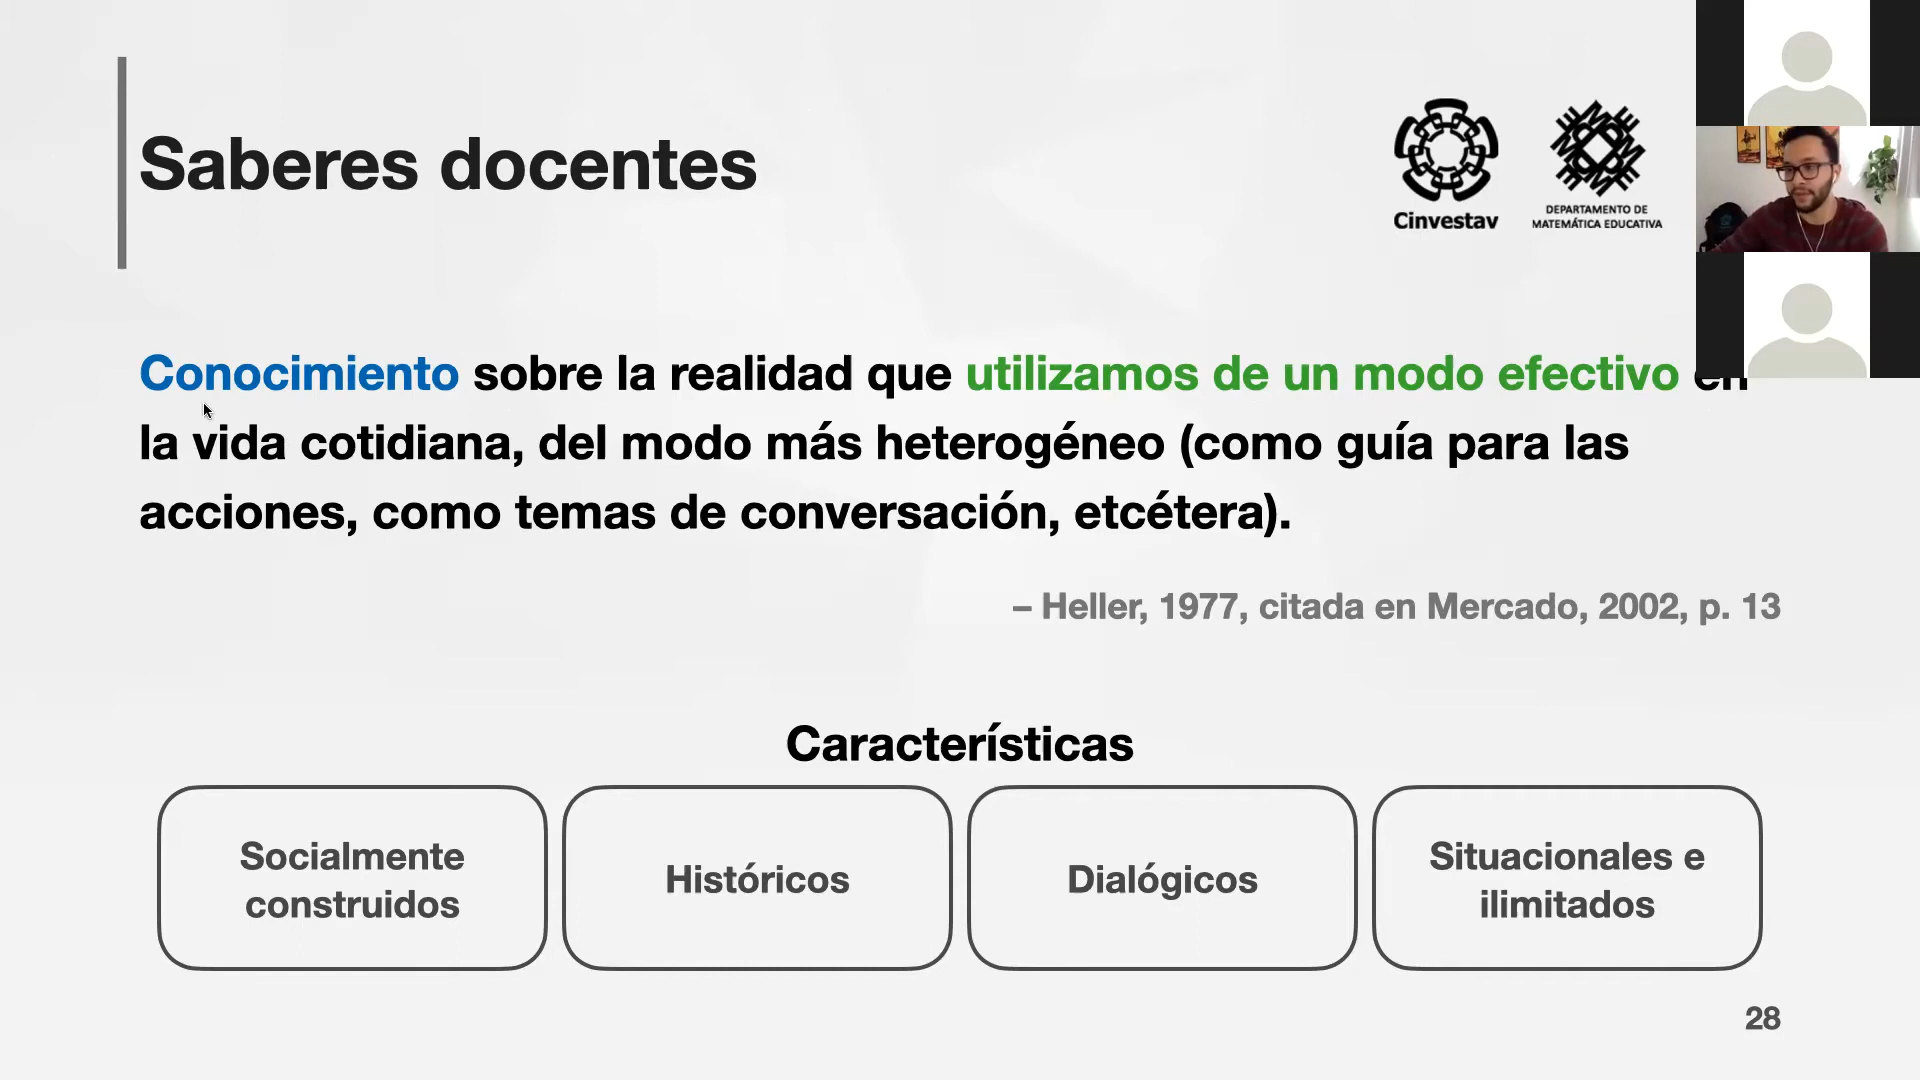 Saberes docentes
Cinvestav
DEPARTAMENTO DE
MATEMÁTICA EDUCATIVA
Conocimiento sobre la realidad que utilizamos de un modo efectivo en
la vida cotidiana, del modo más heterogéneo (como guía para las
acciones, como temas de conversación, etcétera).
– Heller, 1977, citada en Mercado, 2002, p. 13
Características
Socialmente
construidos
Históricos
Dialógicos
Situacionales e
ilimitados
28